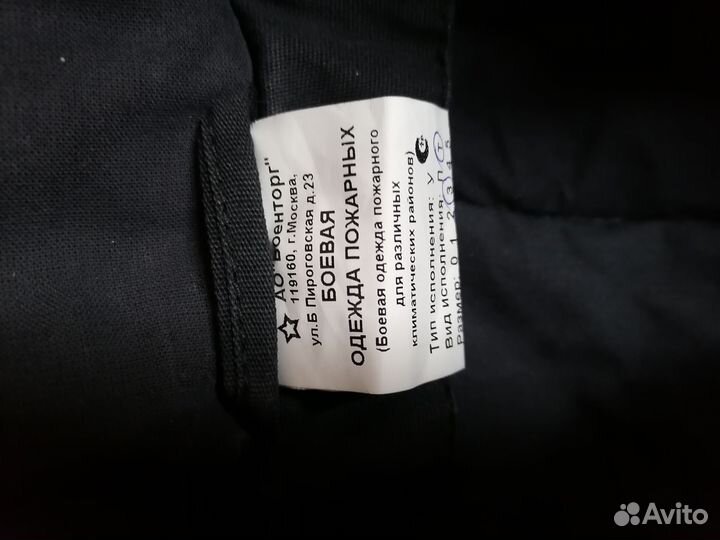 АО "Военторг"
119160, г.Москва,
ул.Б Пироговская д.23
БОЕВАЯ
ОДЕЖДА ПОЖАРНЫХ
(Боевая одежда пожарного
для различных
климатических районов)
Тип исполнения: У
Вид исполнения: П Т
Размер: 0 1 2 3 4 5
Avito